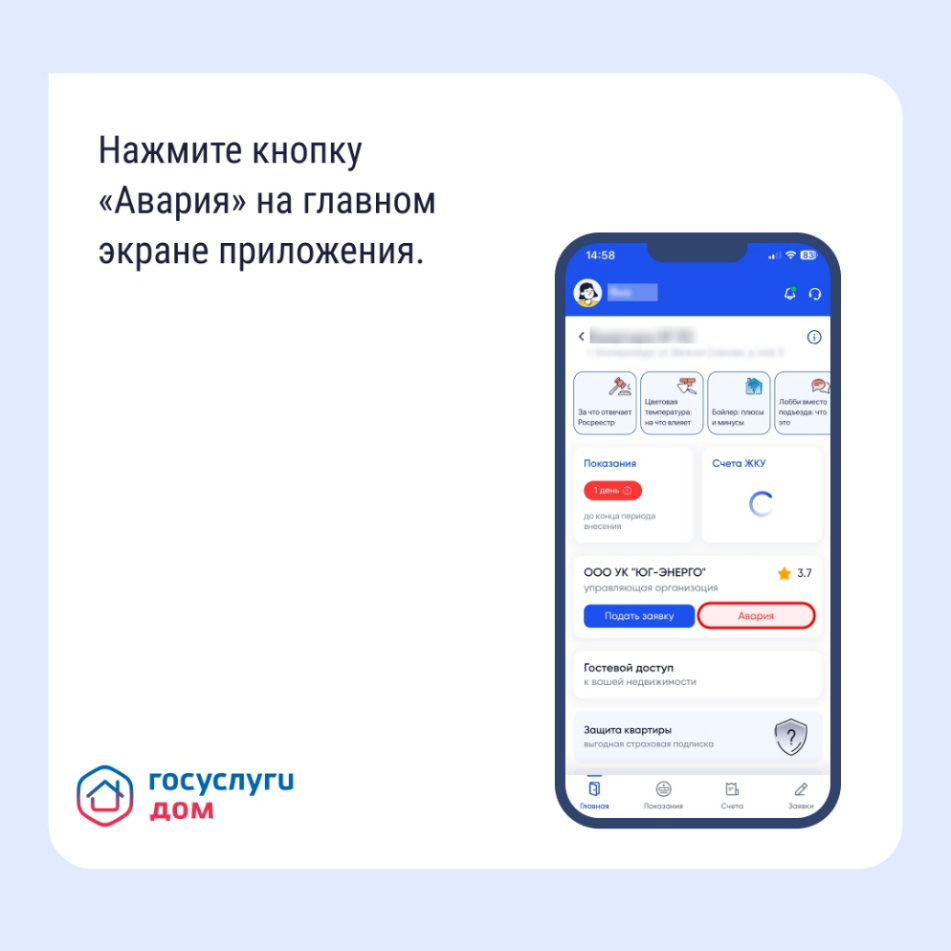 Нажмите кнопку
«Авария» на главном
экране приложения.
14:58
83
За что отвечает
Росреестр
Цветовая
температура:
на что влияет
Бойлер: плюсы
и минусы
Лобби вместо
подъезда: что
это
Показания
1 день
до конца периода
внесения
Счета ЖКУ
ООО УК "ЮГ-ЭНЕРГО"
3.7
управляющая организация
Подать заявку
Авария
Гостевой доступ
к вашей недвижимости
Защита квартиры
выгодная страховая подписка
?
Главная
Показания
Счета
Заявки
госуслуги
дом